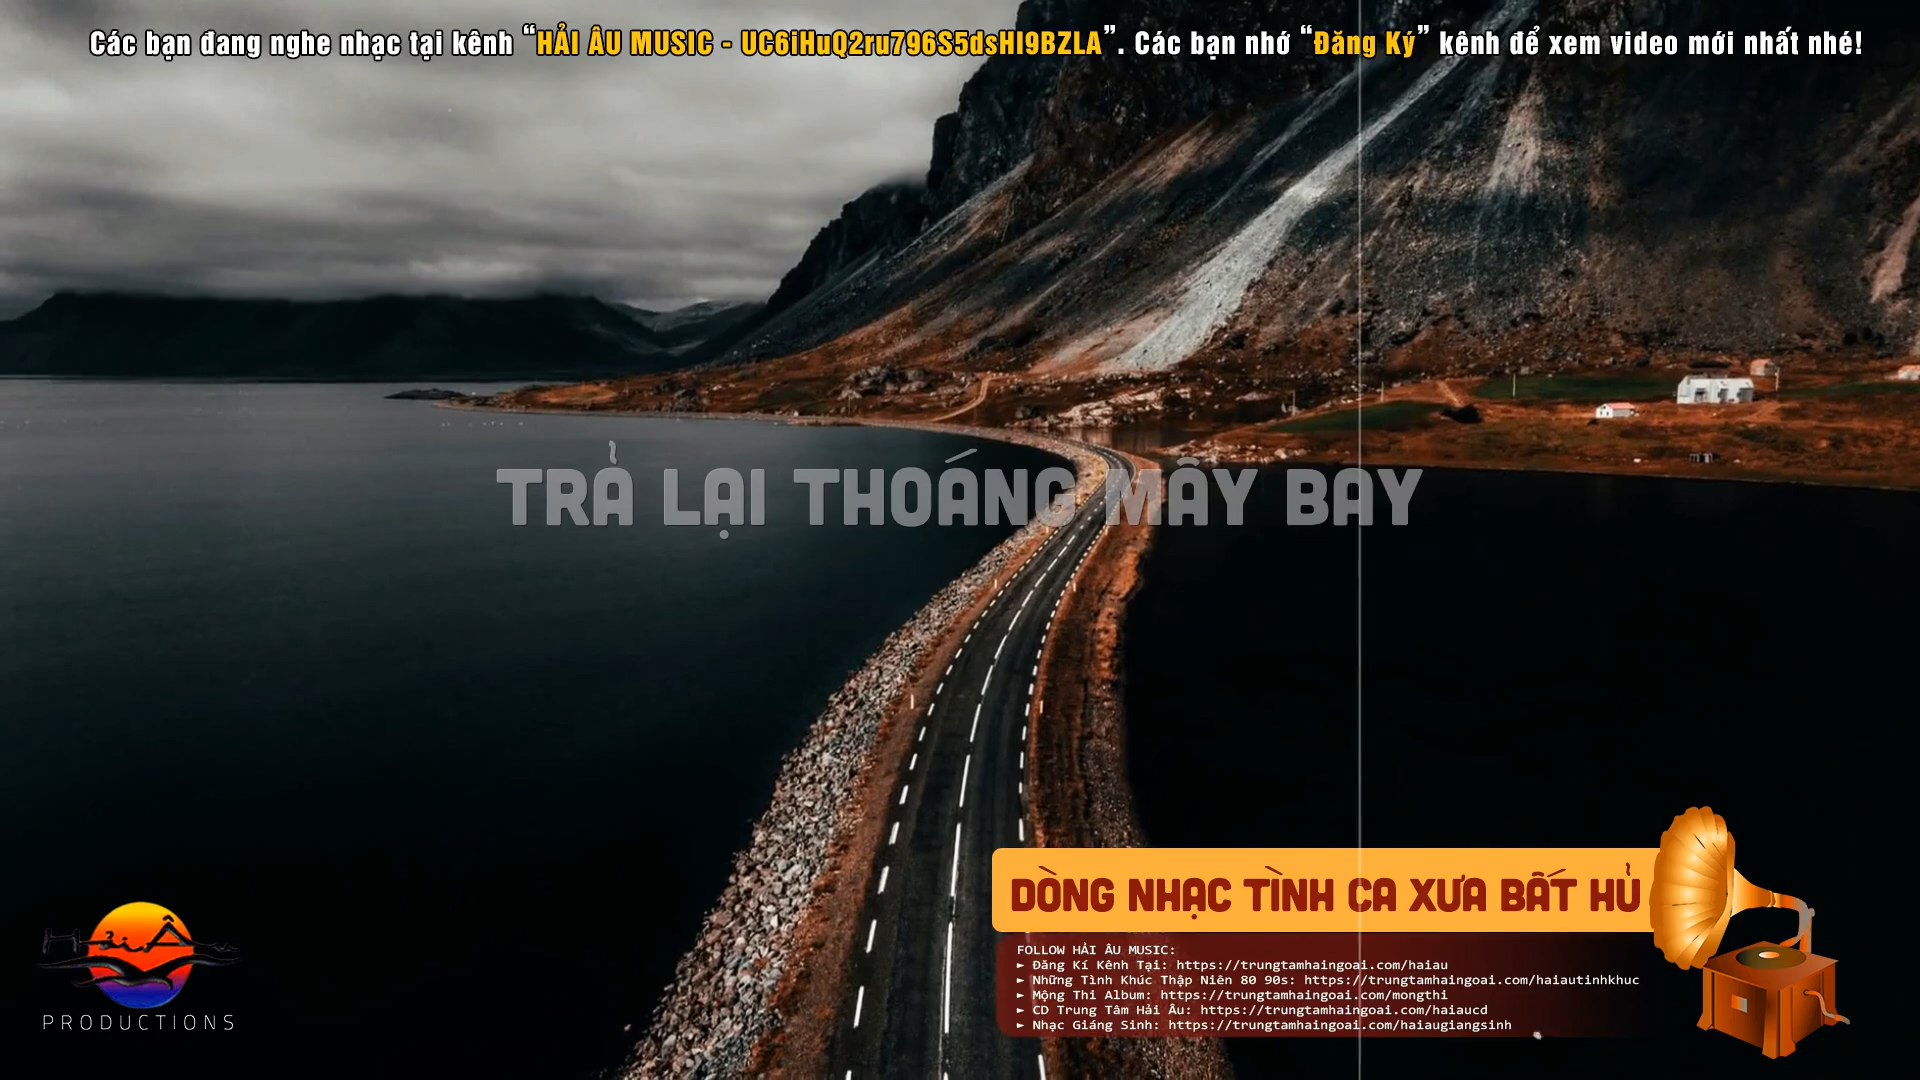 Các bạn đang nghe nhạc tại kênh “HẢI ÂU MUSIC - UC6iHuQ2ru796S5dsHI9BZLA”. Các bạn nhớ “Đăng Ký” kênh để xem video mới nhất nhé!
TRẢ LẠI THOÁNG MÂY BAY
DÒNG NHẠC TÌNH CA XƯA BẤT HỦ
FOLLOW HẢI ÂU MUSIC:
► Đăng Kí Kênh Tại: https://trungtamhaingoai.com/haiau
► Những Tình Khúc Thập Niên 80 90s: https://trungtamhaingoai.com/haiautinhkhuc
► Mộng Thi Album: https://trungtamhaingoai.com/mongthi
► CD Trung Tâm Hải Âu: https://trungtamhaingoai.com/haiaucd
► Nhạc Giáng Sinh: https://trungtamhaingoai.com/haiaugiangsinh
Hải Âu
PRODUCTIONS